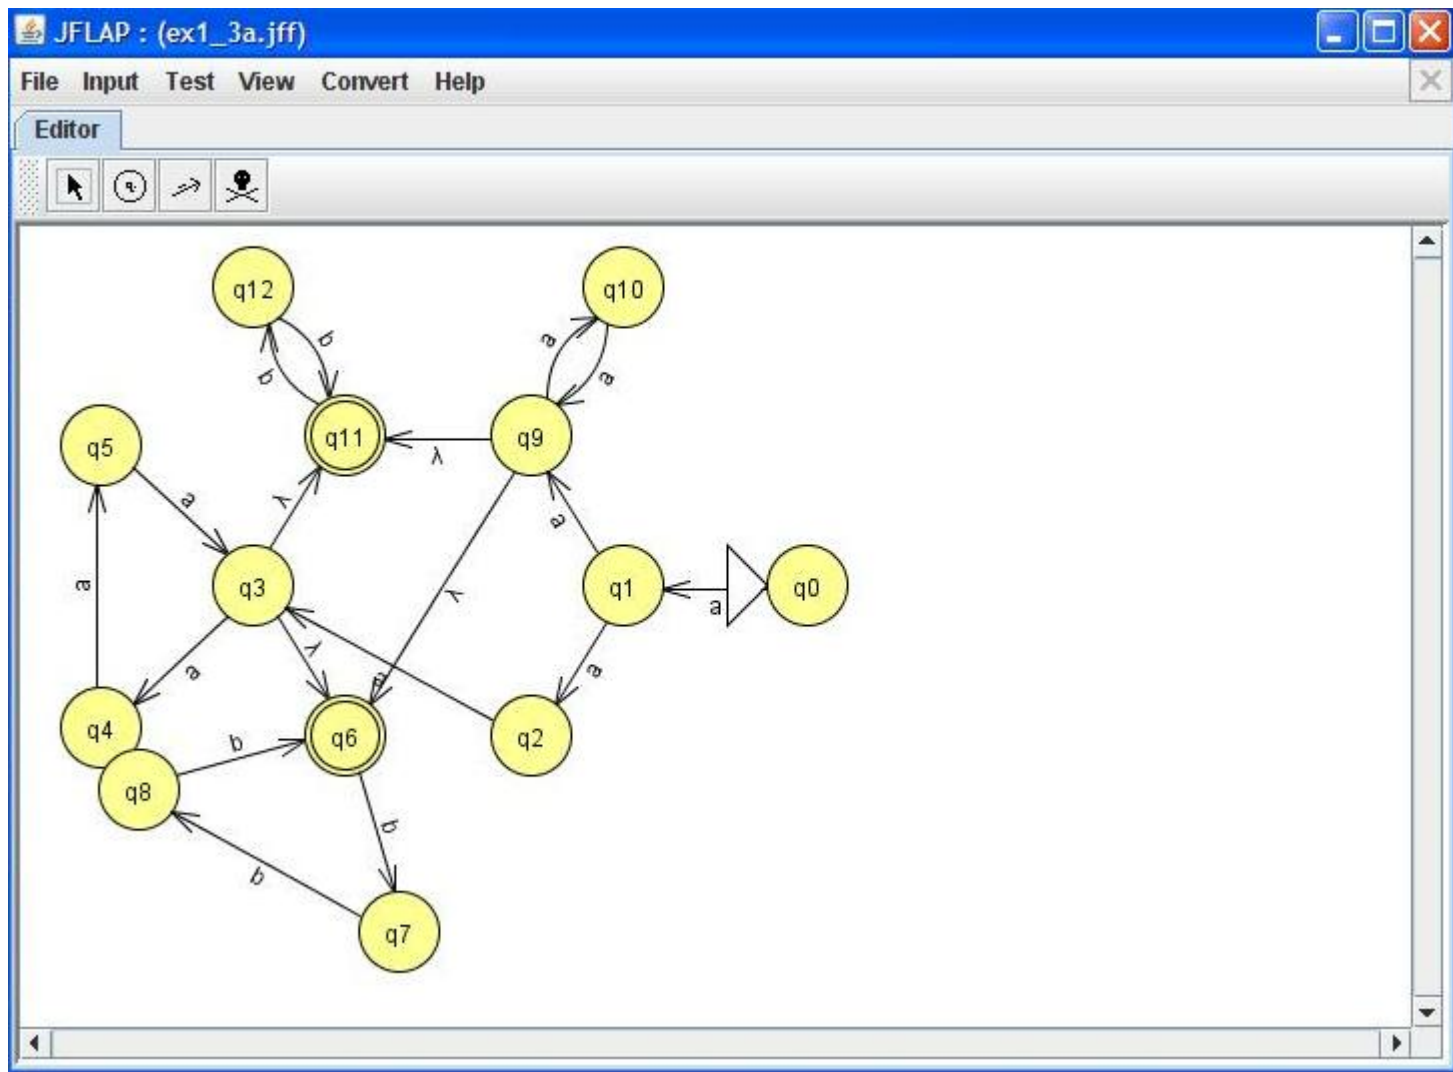 JFLAP : (ex1_3a.jff)
File Input Test View Convert Help
Editor
q
q12 q10
b a
b a
q5 q11 q9
λ
a λ a
q3 q1 q0
a λ a
a λ a
a
q4 q6 q2
b
q8
b
b
q7